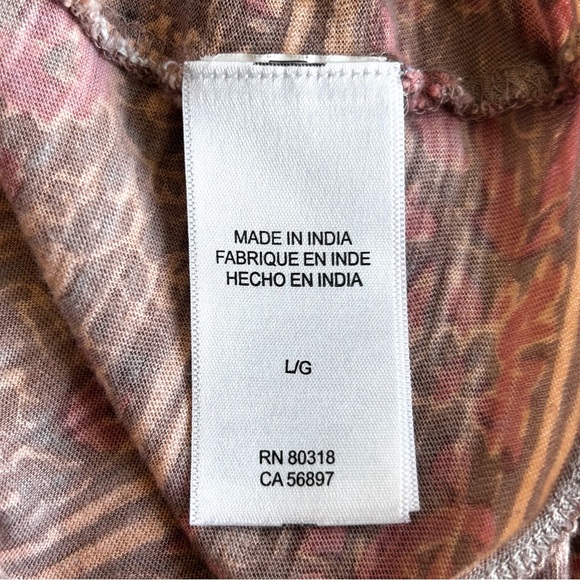 MADE IN INDIA
FABRIQUE EN INDE
HECHO EN INDIA
L/G
RN 80318
CA 56897